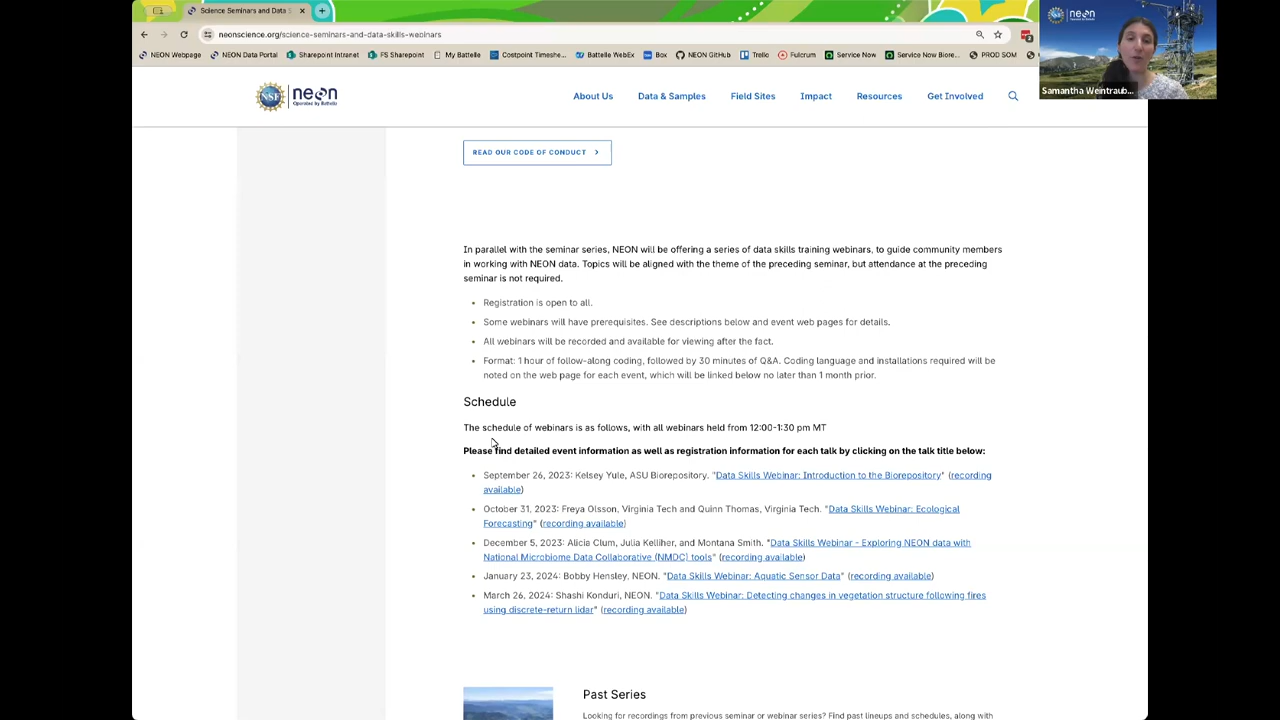 Science Seminars and Data S
neonscience.org/science-seminars-and-data-skills-webinars
NEON Webpage
NEON Data Portal
Sharepoint Intranet
FS Sharepoint
My Battelle
Costpoint Timeshe...
Battelle WebEx
Box
NEON GitHub
Trello
Fulcrum
Service Now
Service Now Biore...
PROD SOM
neon
Samantha Weintraub...
NSF
neon
Operated by Battelle
About Us
Data & Samples
Field Sites
Impact
Resources
Get Involved
READ OUR CODE OF CONDUCT >
In parallel with the seminar series, NEON will be offering a series of data skills training webinars, to guide community members
in working with NEON data. Topics will be aligned with the theme of the preceding seminar, but attendance at the preceding
seminar is not required.
• Registration is open to all.
• Some webinars will have prerequisites. See descriptions below and event web pages for details.
• All webinars will be recorded and available for viewing after the fact.
• Format: 1 hour of follow-along coding, followed by 30 minutes of Q&A. Coding language and installations required will be
noted on the web page for each event, which will be linked below no later than 1 month prior.
Schedule
The schedule of webinars is as follows, with all webinars held from 12:00-1:30 pm MT
Please find detailed event information as well as registration information for each talk by clicking on the talk title below:
• September 26, 2023: Kelsey Yule, ASU Biorepository. "Data Skills Webinar: Introduction to the Biorepository" (recording
available)
• October 31, 2023: Freya Olsson, Virginia Tech and Quinn Thomas, Virginia Tech. "Data Skills Webinar: Ecological
Forecasting" (recording available)
• December 5, 2023: Alicia Clum, Julia Kelliher, and Montana Smith. "Data Skills Webinar - Exploring NEON data with
National Microbiome Data Collaborative (NMDC) tools" (recording available)
• January 23, 2024: Bobby Hensley, NEON. "Data Skills Webinar: Aquatic Sensor Data" (recording available)
• March 26, 2024: Shashi Konduri, NEON. "Data Skills Webinar: Detecting changes in vegetation structure following fires
using discrete-return lidar" (recording available)
Past Series
Looking for recordings from previous seminar or webinar series? Find past lineups and schedules, along with